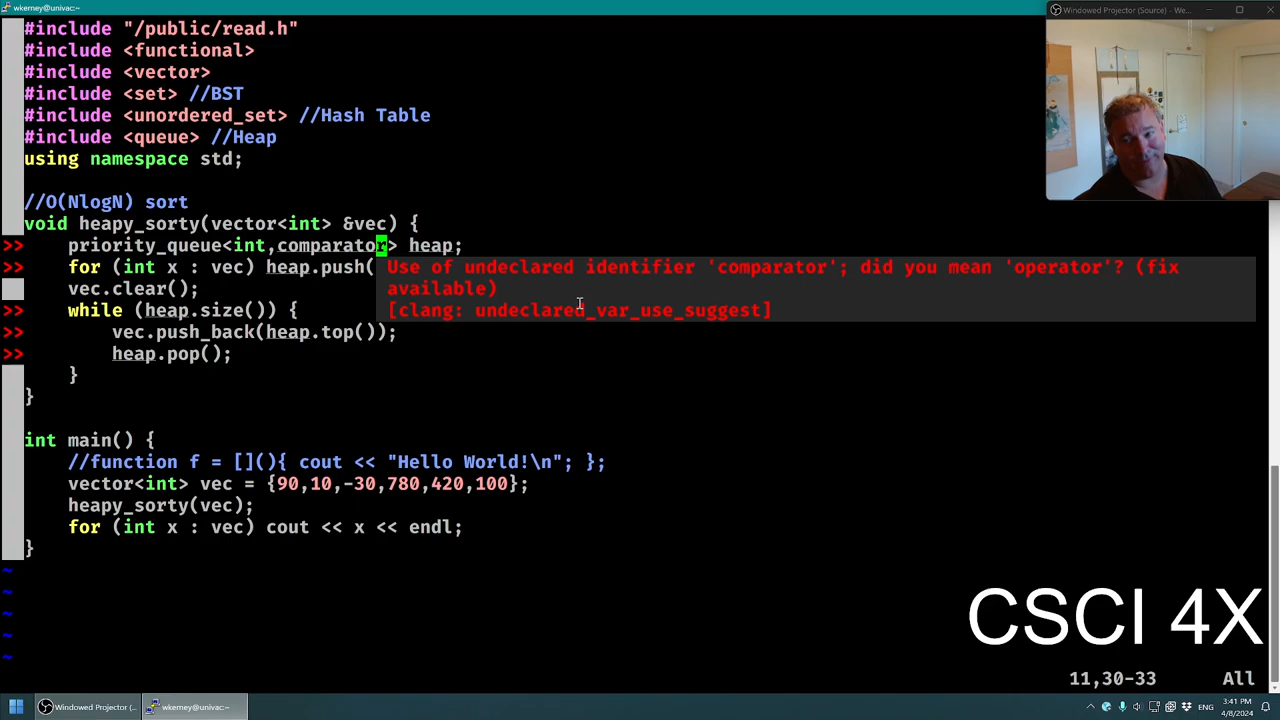 wkerney@univac:~
Windowed Projector (Source) - We...
#include "/public/read.h"
#include <functional>
#include <vector>
#include <set> //BST
#include <unordered_set> //Hash Table
#include <queue> //Heap
using namespace std;
//O(NlogN) sort
void heapy_sorty(vector<int> &vec) {
>> priority_queue<int,comparator> heap;
>> for (int x : vec) heap.push(
Use of undeclared identifier 'comparator'; did you mean 'operator'? (fix
available)
vec.clear();
[clang: undeclared_var_use_suggest]
>> while (heap.size()) {
>> vec.push_back(heap.top());
>> heap.pop();
}
}
int main() {
//function f = [](){ cout << "Hello World!\n"; };
vector<int> vec = {90,10,-30,780,420,100};
heapy_sorty(vec);
for (int x : vec) cout << x << endl;
}
~
~
~
~
~
CSCI 4X
11,30-33 All
Windowed Projector (...
wkerney@univac:~
ENG
3:41 PM
4/8/2024